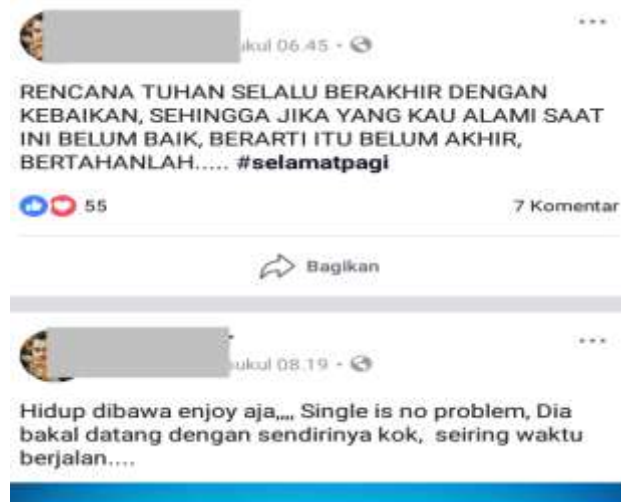 06.45
RENCANA TUHAN SELALU BERAKHIR DENGAN
KEBAIKAN, SEHINGGA JIKA YANG KAU ALAMI SAAT
INI BELUM BAIK, BERARTI ITU BELUM AKHIR,
BERTAHANLAH..... #selamatpagi
55
7 Komentar
Bagikan
08.19
Hidup dibawa enjoy aja,,,, Single is no problem, Dia
bakal datang dengan sendirinya kok, seiring waktu
berjalan....